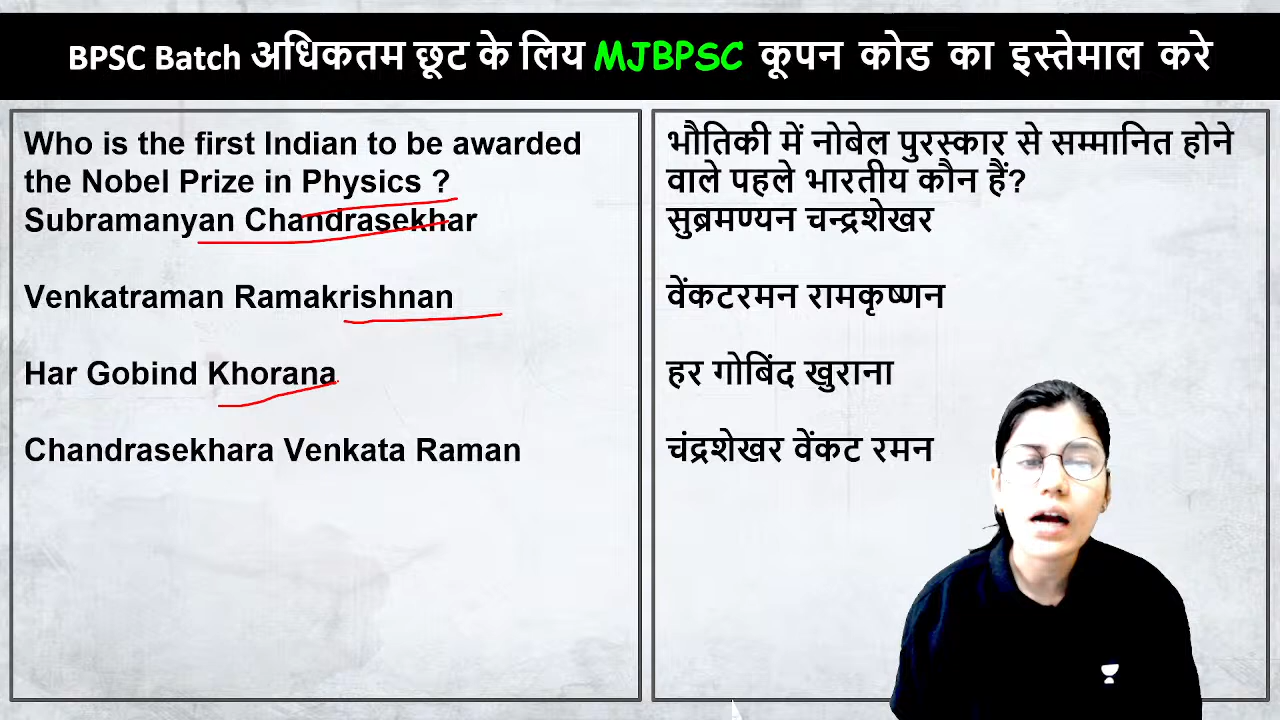 BPSC Batch अधिकतम छूट के लिय MJBPSC कूपन कोड का इस्तेमाल करे
Who is the first Indian to be awarded
the Nobel Prize in Physics ?
Subramanyan Chandrasekhar
Venkatraman Ramakrishnan
Har Gobind Khorana
Chandrasekhara Venkata Raman
भौतिकी में नोबेल पुरस्कार से सम्मानित होने
वाले पहले भारतीय कौन हैं?
सुब्रमण्यन चन्द्रशेखर
वेंकटरमन रामकृष्णन
हर गोबिंद खुराना
चंद्रशेखर वेंकट रमन